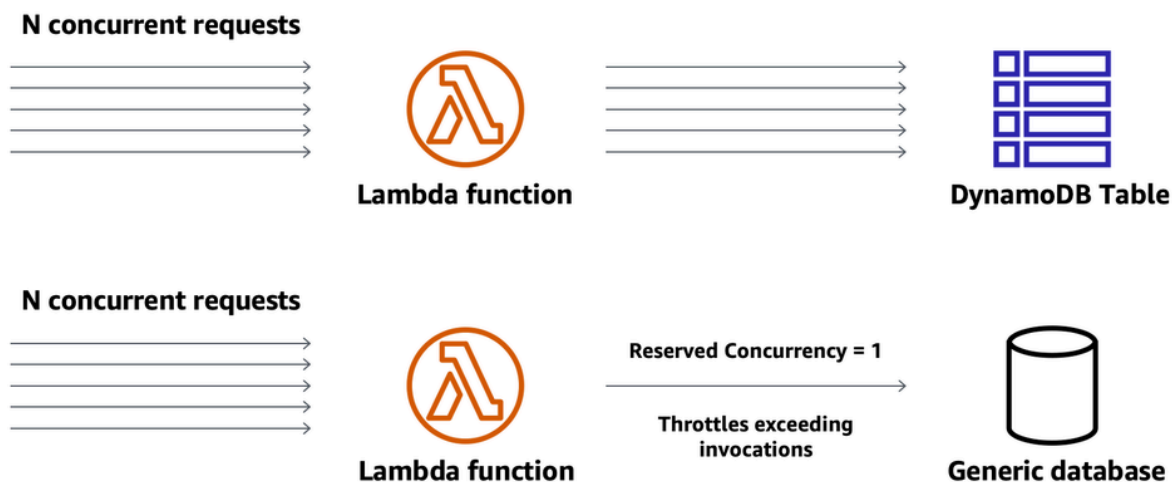 N concurrent requests
Lambda function
DynamoDB Table
N concurrent requests
Reserved Concurrency = 1
Throttles exceeding
invocations
Lambda function
Generic database